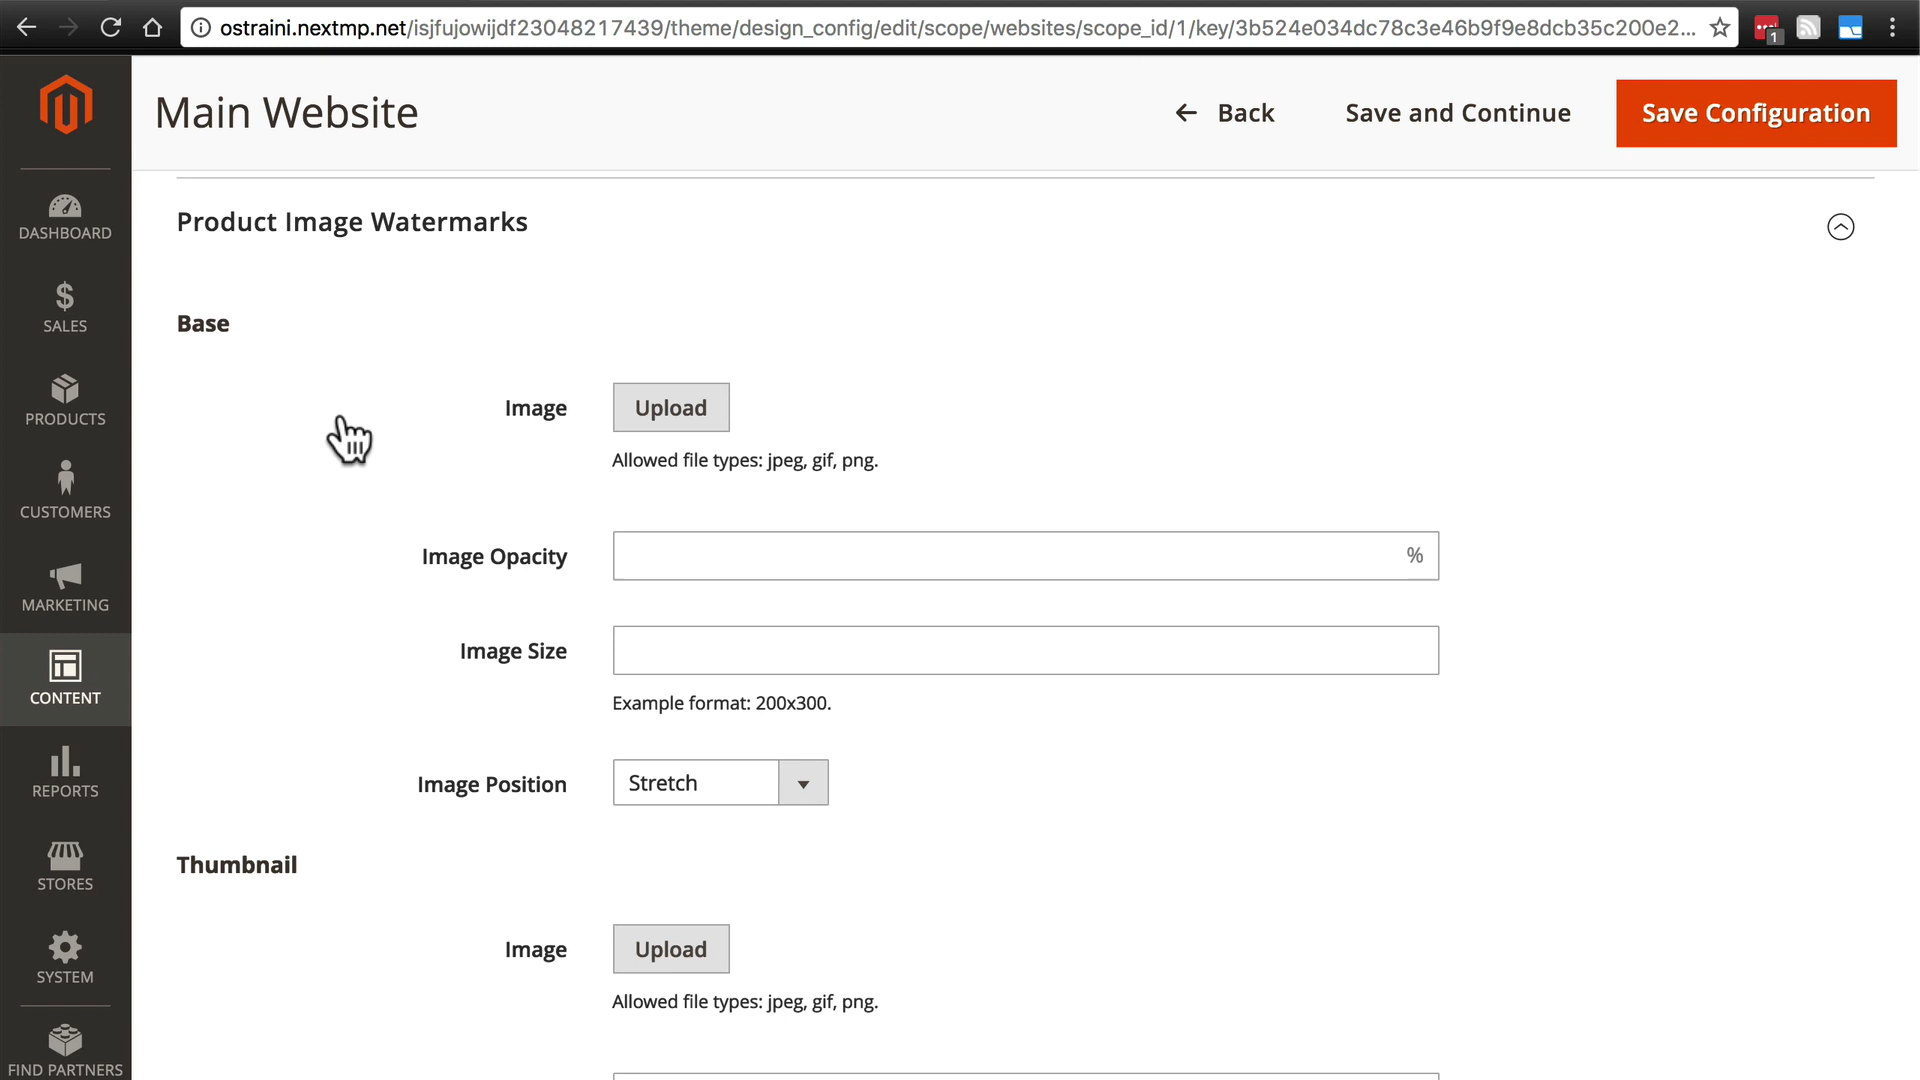 ostraini.nextmp.net/isjfujowijdf23048217439/theme/design_config/edit/scope/websites/scope_id/1/key/3b524e034dc78c3e46b9f9e8dcb35c200e2...
1
Main Website
Back
Save and Continue
Save Configuration
DASHBOARD
SALES
PRODUCTS
CUSTOMERS
MARKETING
CONTENT
REPORTS
STORES
SYSTEM
FIND PARTNERS
Product Image Watermarks
Base
Image
Upload
Allowed file types: jpeg, gif, png.
Image Opacity
%
Image Size
Example format: 200x300.
Image Position
Stretch
Thumbnail
Image
Upload
Allowed file types: jpeg, gif, png.